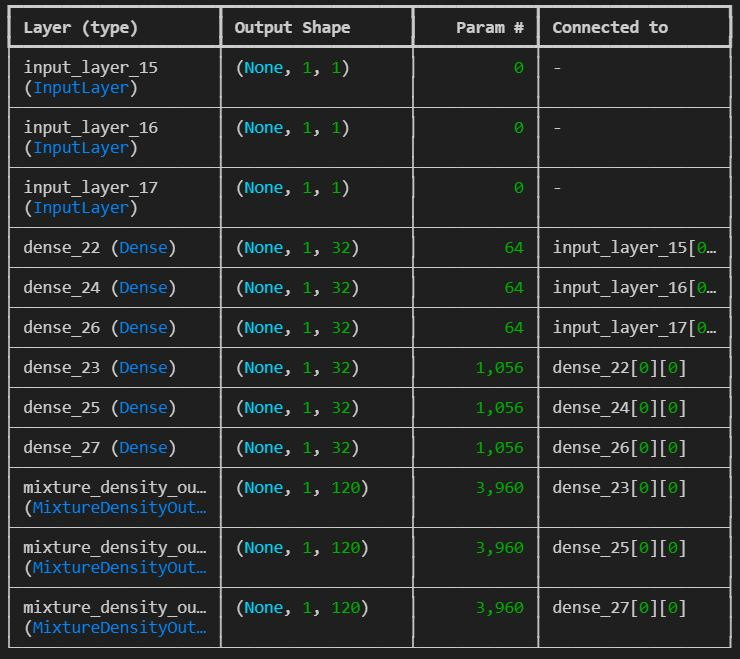 Layer (type) Output Shape Param # Connected to
input_layer_15 (None, 1, 1) 0 -
(InputLayer)
input_layer_16 (None, 1, 1) 0 -
(InputLayer)
input_layer_17 (None, 1, 1) 0 -
(InputLayer)
dense_22 (Dense) (None, 1, 32) 64 input_layer_15[0…
dense_24 (Dense) (None, 1, 32) 64 input_layer_16[0…
dense_26 (Dense) (None, 1, 32) 64 input_layer_17[0…
dense_23 (Dense) (None, 1, 32) 1,056 dense_22[0][0]
dense_25 (Dense) (None, 1, 32) 1,056 dense_24[0][0]
dense_27 (Dense) (None, 1, 32) 1,056 dense_26[0][0]
mixture_density_ou… (None, 1, 120) 3,960 dense_23[0][0]
(MixtureDensityOut…
mixture_density_ou… (None, 1, 120) 3,960 dense_25[0][0]
(MixtureDensityOut…
mixture_density_ou… (None, 1, 120) 3,960 dense_27[0][0]
(MixtureDensityOut…